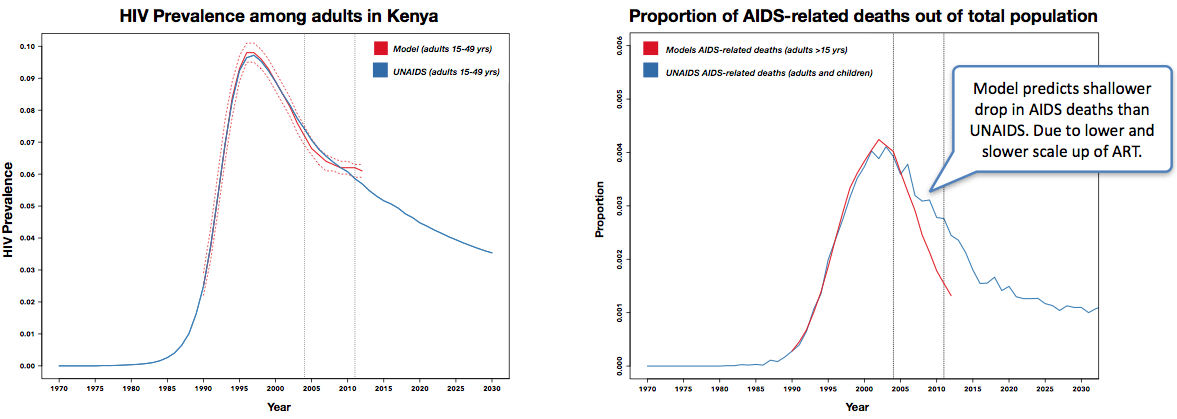 HIV Prevalence among adults in Kenya
Model (adults 15-49 yrs)
UNAIDS (adults 15-49 yrs)
HIV Prevalence
0.10
0.09
0.08
0.07
0.06
0.05
0.04
0.03
0.02
0.01
0.00
1970 1975 1980 1985 1990 1995 2000 2005 2010 2015 2020 2025 2030
Year
Proportion of AIDS-related deaths out of total population
Models AIDS-related deaths (adults >15 yrs)
UNAIDS AIDS-related deaths (adults and children)
Model predicts shallower
drop in AIDS deaths than
UNAIDS. Due to lower and
slower scale up of ART.
Proportion
0.006
0.005
0.004
0.003
0.002
0.001
0.000
1970 1975 1980 1985 1990 1995 2000 2005 2010 2015 2020 2025 2030
Year